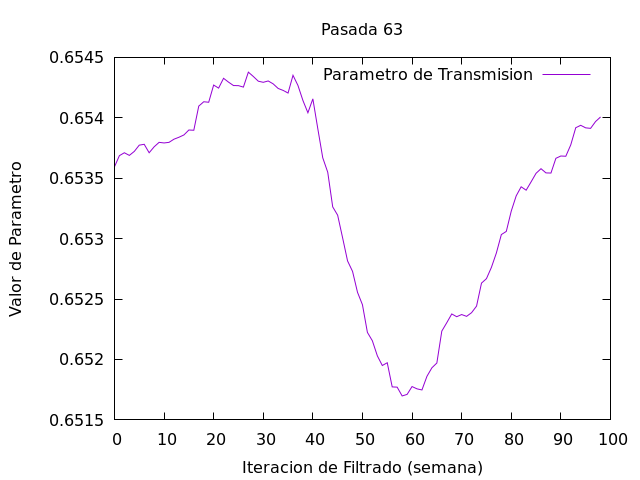 Pasada 63
Parametro de Transmision
0.6545
0.654
0.6535
0.653
0.6525
0.652
0.6515
Valor de Parametro
0 10 20 30 40 50 60 70 80 90 100
Iteracion de Filtrado (semana)